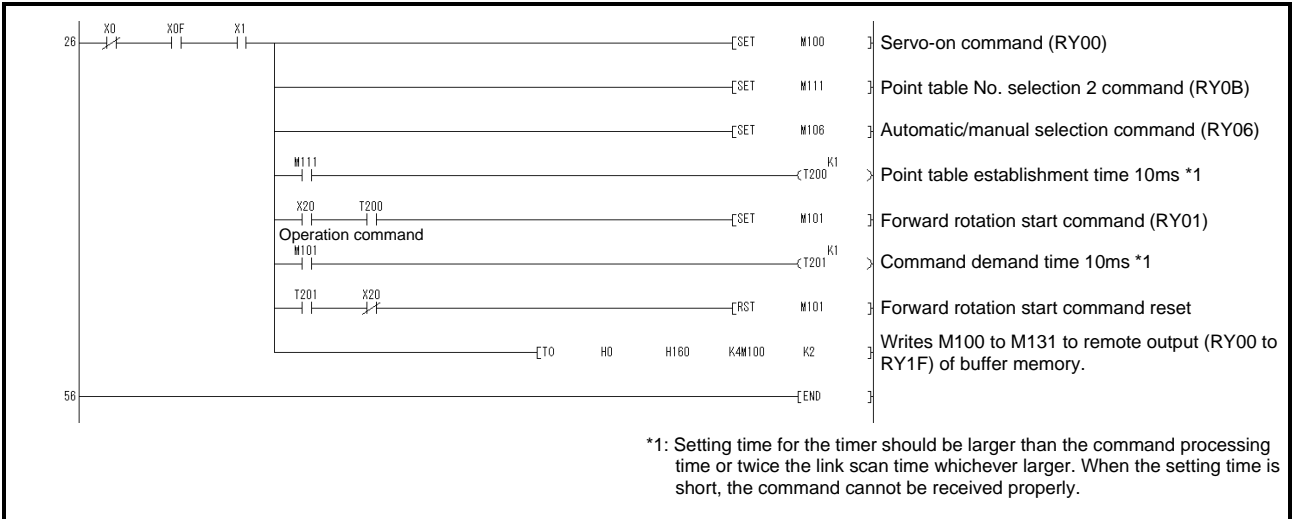 X0 X0F X1
26 [SET M100 ] Servo-on command (RY00)
[SET M111 ] Point table No. selection 2 command (RY0B)
[SET M106 ] Automatic/manual selection command (RY06)
M111 K1
(T200 ) Point table establishment time 10ms *1
X20 T200
[SET M101 ] Forward rotation start command (RY01)
Operation command
M101 K1
(T201 ) Command demand time 10ms *1
T201 X20
[RST M101 ] Forward rotation start command reset
[TO H0 H160 K4M100 K2 ] Writes M100 to M131 to remote output (RY00 to
RY1F) of buffer memory.
56 [END ]
*1: Setting time for the timer should be larger than the command processing
time or twice the link scan time whichever larger. When the setting time is
short, the command cannot be received properly.